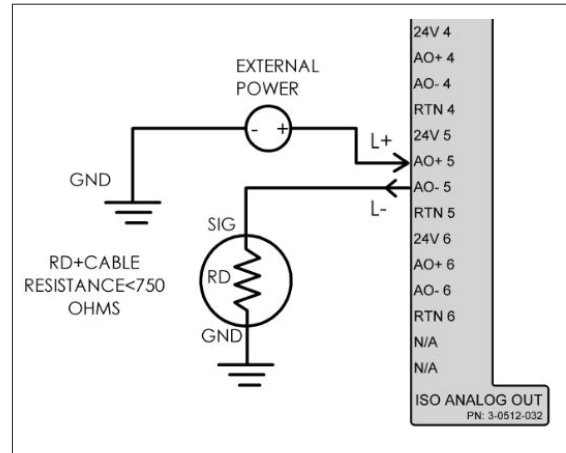 24V 4
AO+ 4
AO- 4
RTN 4
24V 5
AO+ 5
AO- 5
RTN 5
24V 6
AO+ 6
AO- 6
RTN 6
N/A
N/A
ISO ANALOG OUT
PN: 3-0512-032
EXTERNAL
POWER
- +
L+
GND
L-
SIG
RD
GND
RD+CABLE
RESISTANCE<750
OHMS